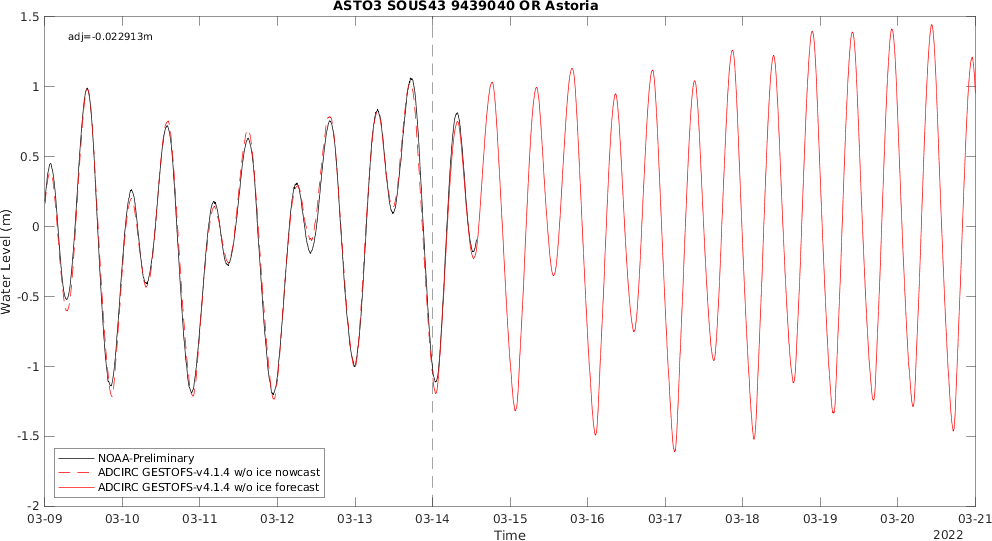 ASTO3 SOUS43 9439040 OR Astoria
adj=-0.022913m
1.5
1
0.5
0
-0.5
-1
-1.5
-2
Water Level (m)
NOAA-Preliminary
ADCIRC GESTOFS-v4.1.4 w/o ice nowcast
ADCIRC GESTOFS-v4.1.4 w/o ice forecast
03-09 03-10 03-11 03-12 03-13 03-14 03-15 03-16 03-17 03-18 03-19 03-20 03-21
Time
2022